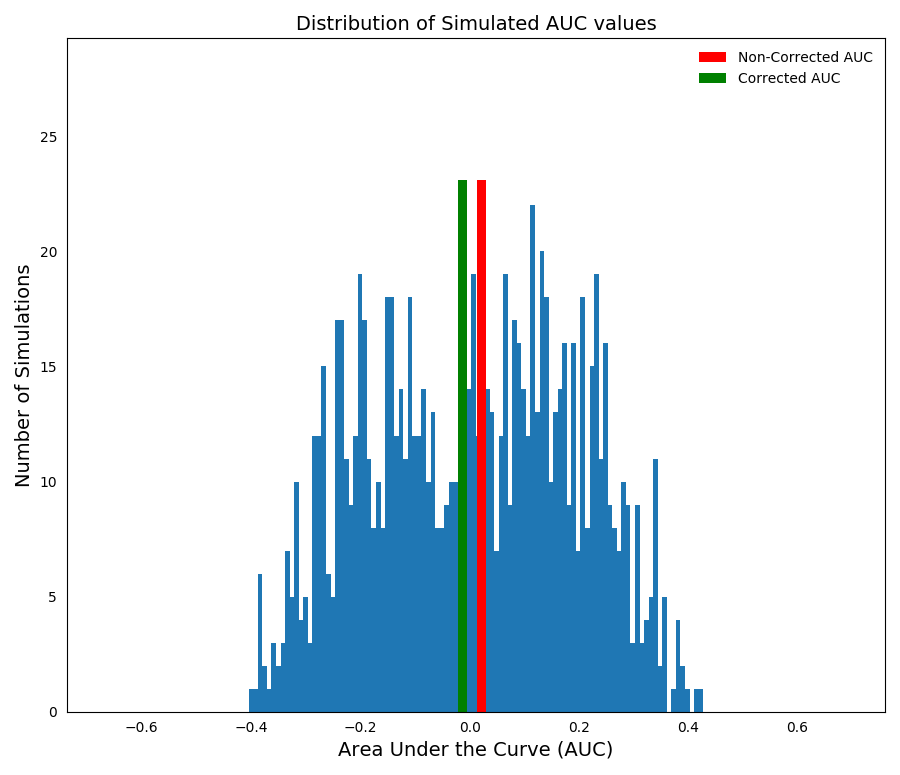 Distribution of Simulated AUC values
Non-Corrected AUC
Corrected AUC
25
20
15
10
5
0
Number of Simulations
−0.6
−0.4
−0.2
0.0
0.2
0.4
0.6
Area Under the Curve (AUC)